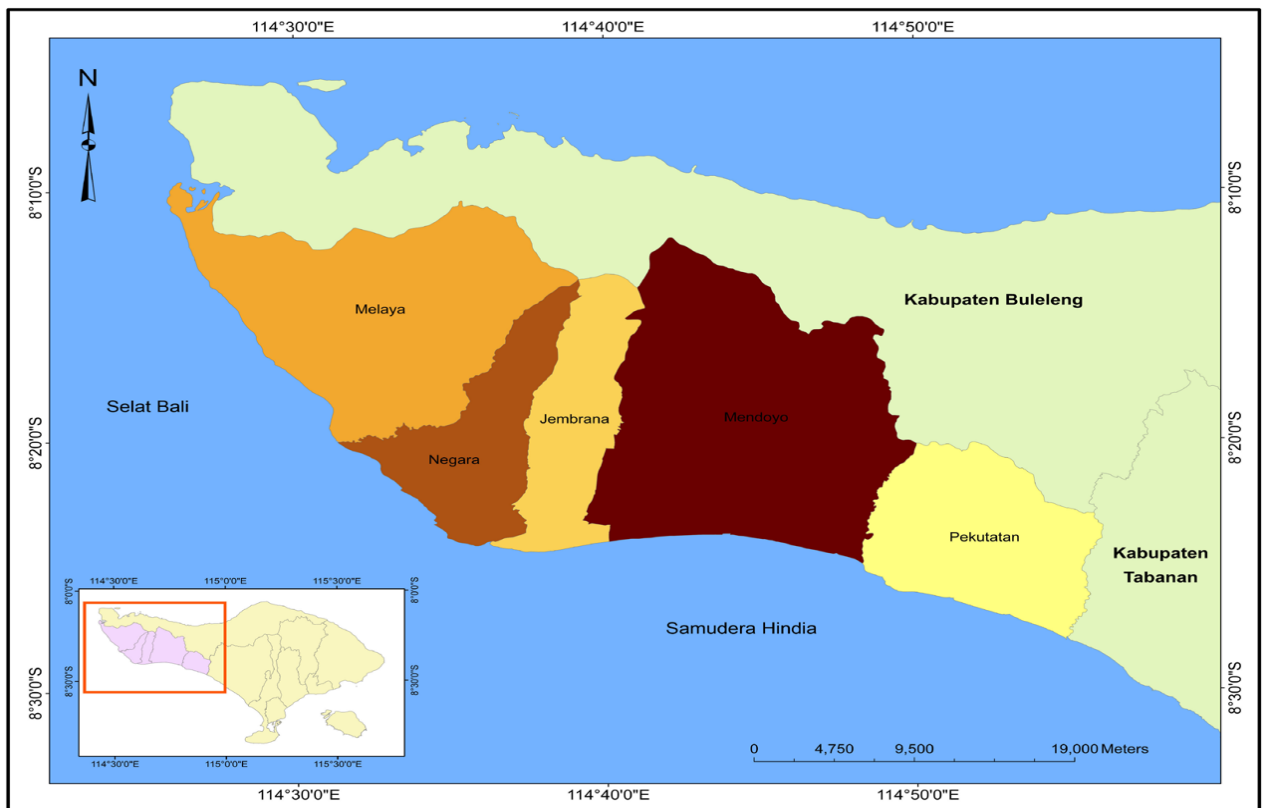 114°30'0"E 114°40'0"E 114°50'0"E
N
8°10'0"S 8°10'0"S
Melaya
Kabupaten Buleleng
Selat Bali
Jembrana
Mendoyo
8°20'0"S 8°20'0"S
Negara
Pekutatan
Kabupaten
Tabanan
Samudera Hindia
114°30'0"E 115°0'0"E 115°30'0"E
8°0'0"S 8°0'0"S
8°30'0"S 8°30'0"S
114°30'0"E 115°0'0"E 115°30'0"E
8°30'0"S 8°30'0"S
0 4,750 9,500 19,000 Meters
114°30'0"E 114°40'0"E 114°50'0"E